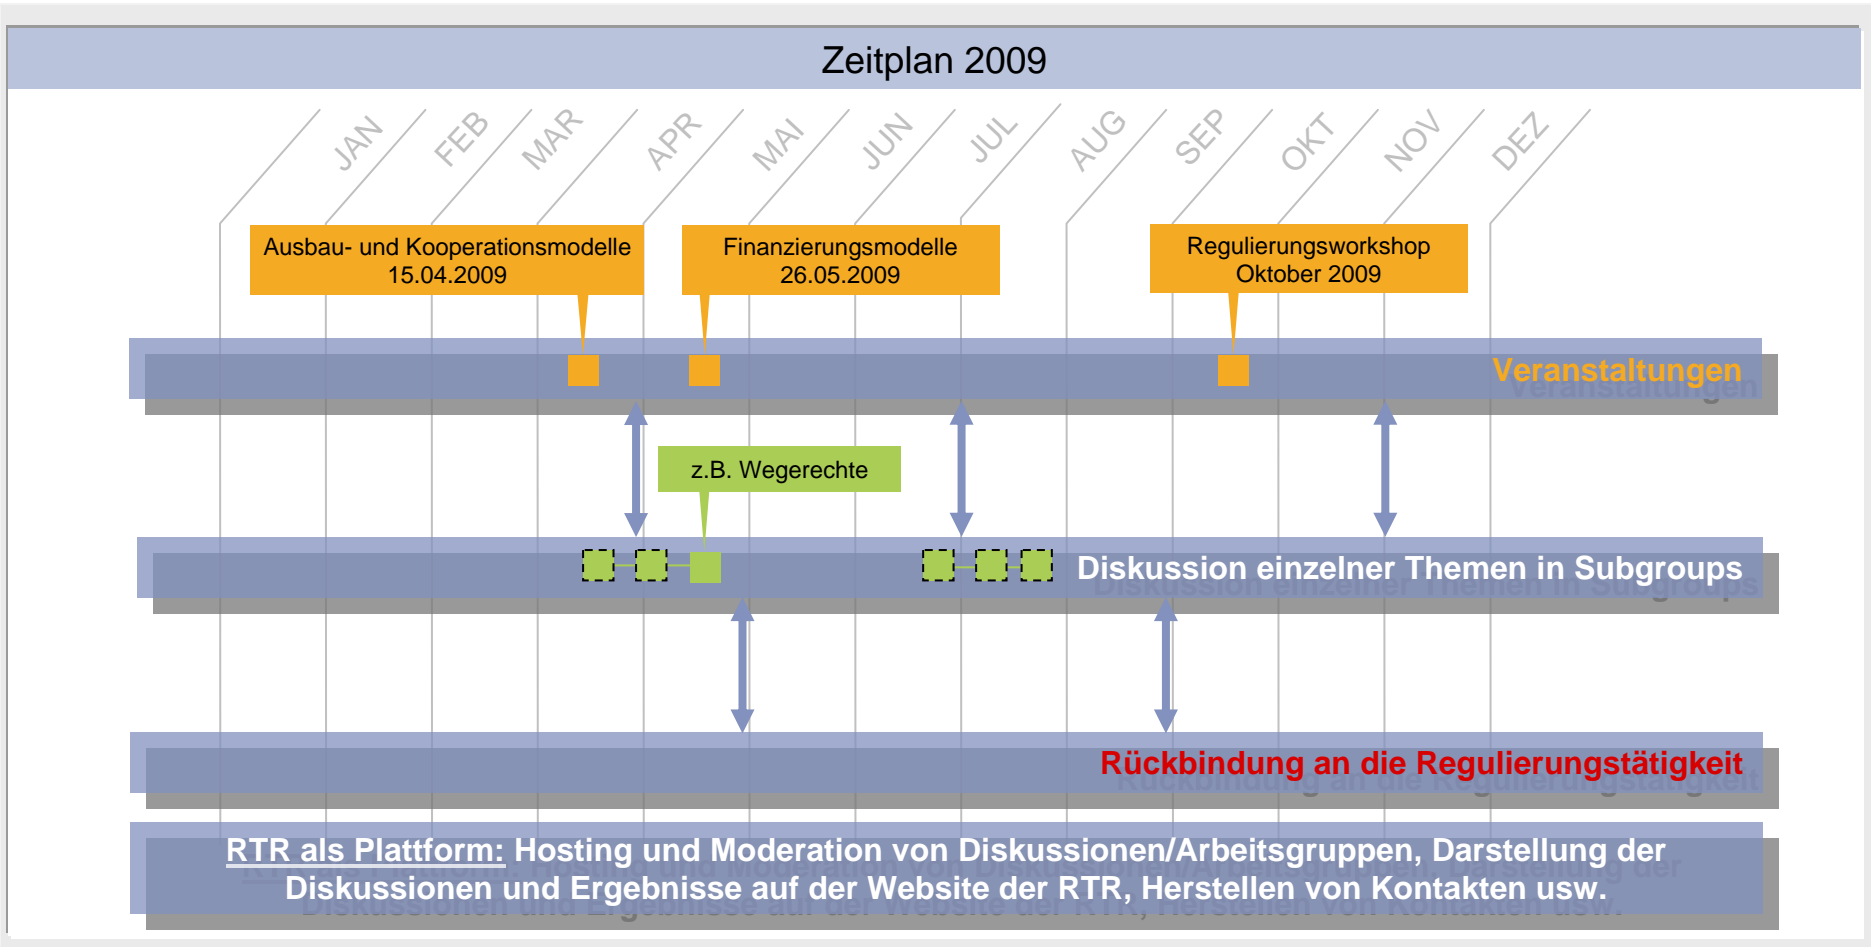 Zeitplan 2009
JAN
FEB
MAR
APR
MAI
JUN
JUL
AUG
SEP
OKT
NOV
DEZ
Ausbau- und Kooperationsmodelle
15.04.2009
Finanzierungsmodelle
26.05.2009
Regulierungsworkshop
Oktober 2009
Veranstaltungen
z.B. Wegerechte
Diskussion einzelner Themen in Subgroups
Rückbindung an die Regulierungstätigkeit
RTR als Plattform: Hosting und Moderation von Diskussionen/Arbeitsgruppen, Darstellung der
Diskussionen und Ergebnisse auf der Website der RTR, Herstellen von Kontakten usw.